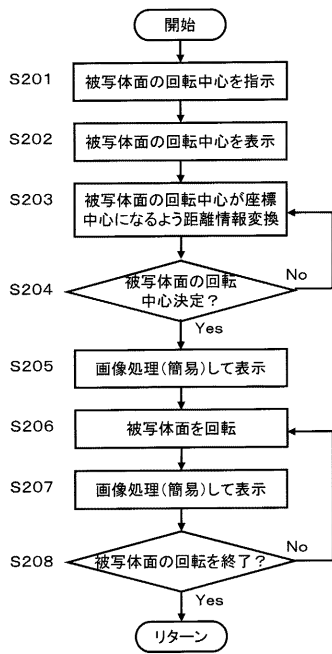 開始
S201
被写体面の回転中心を指示
S202
被写体面の回転中心を表示
S203
被写体面の回転中心が座標
中心になるよう距離情報変換
S204
被写体面の回転
中心決定？
No
Yes
S205
画像処理(簡易)して表示
S206
被写体面を回転
S207
画像処理(簡易)して表示
S208
被写体面の回転を終了？
No
Yes
リターン